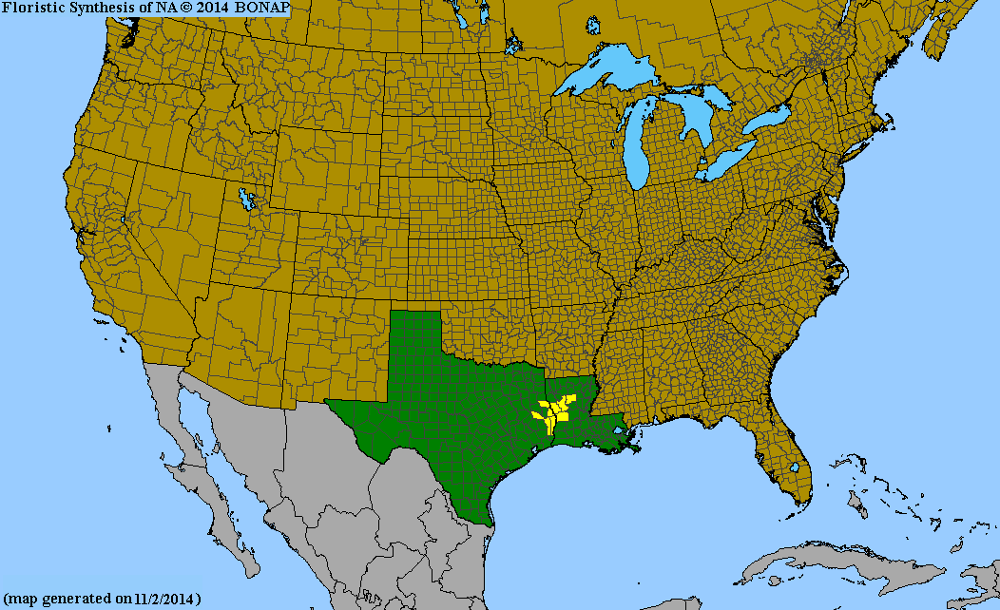 Floristic Synthesis of NA © 2014 BONAP
(map generated on 11/2/2014)